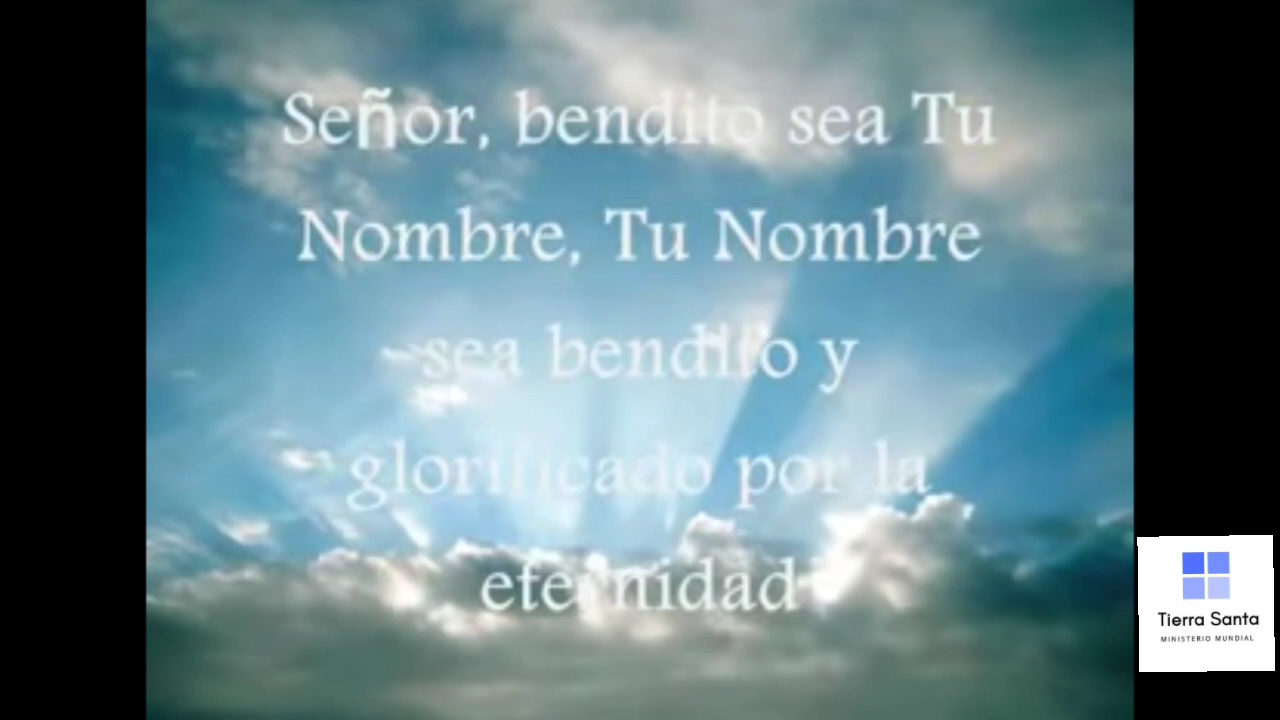 Señor, bendito sea Tu
Nombre, Tu Nombre
sea bendito y
glorificado por la
eternidad
Tierra Santa
MINISTERIO MUNDIAL